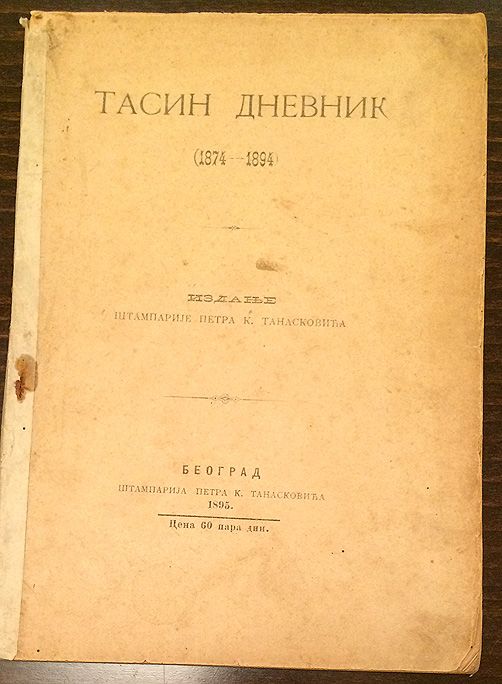 ТАСИН ДНЕВНИК
(1874—1894)
ИЗДАЊЕ
ШТАМПАРИЈЕ ПЕТРА К. ТАНАСКОВИЋА
БЕОГРАД
ШТАМПАРИЈА ПЕТРА К. ТАНАСКОВИЋА
1895.
Цена 60 пара дин.